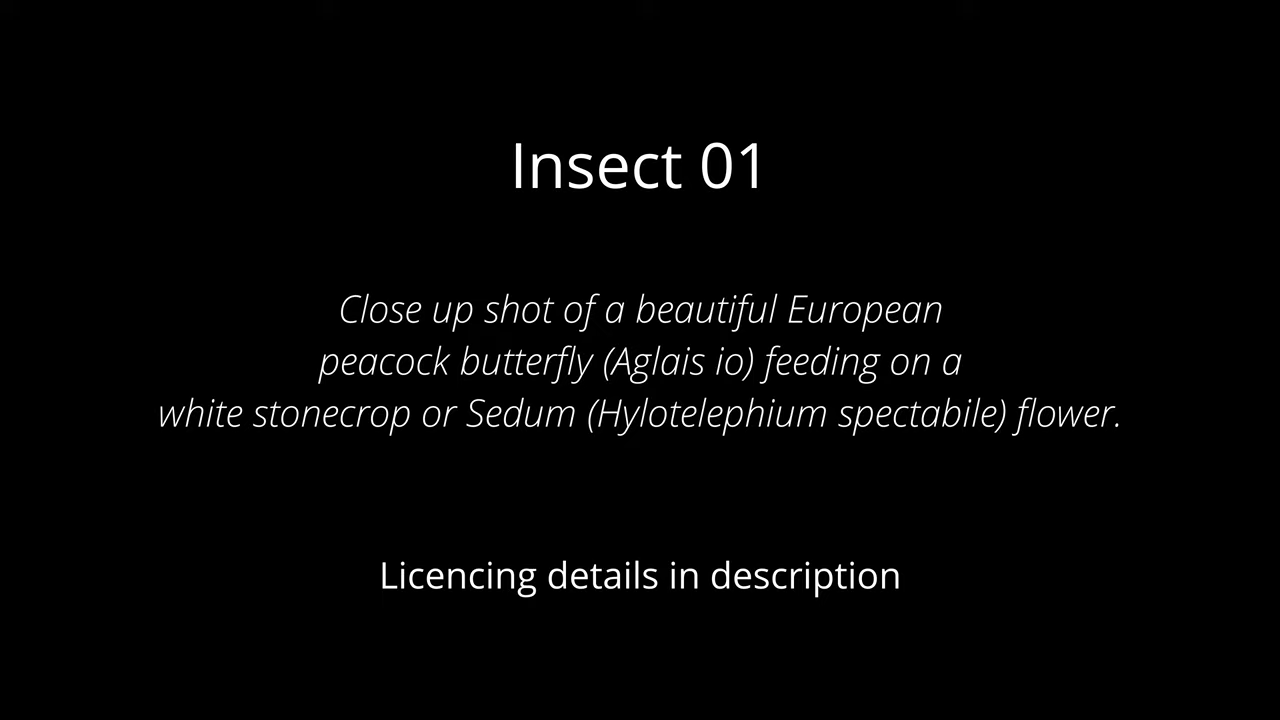 Insect 01
Close up shot of a beautiful European
peacock butterfly (Aglais io) feeding on a
white stonecrop or Sedum (Hylotelephium spectabile) flower.
Licencing details in description